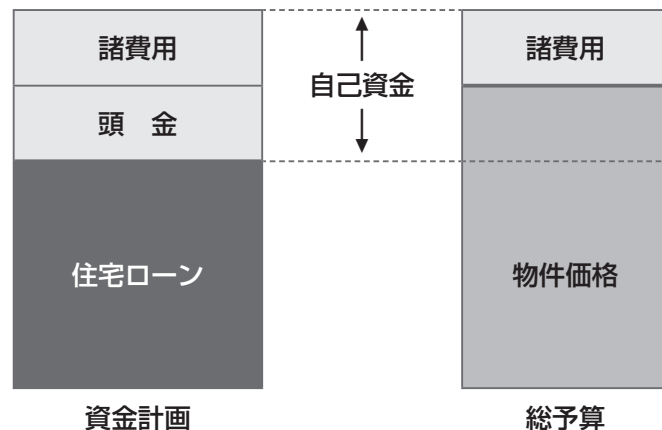 諸費用
頭　金
住宅ローン
資金計画
自己資金
諸費用
物件価格
総予算